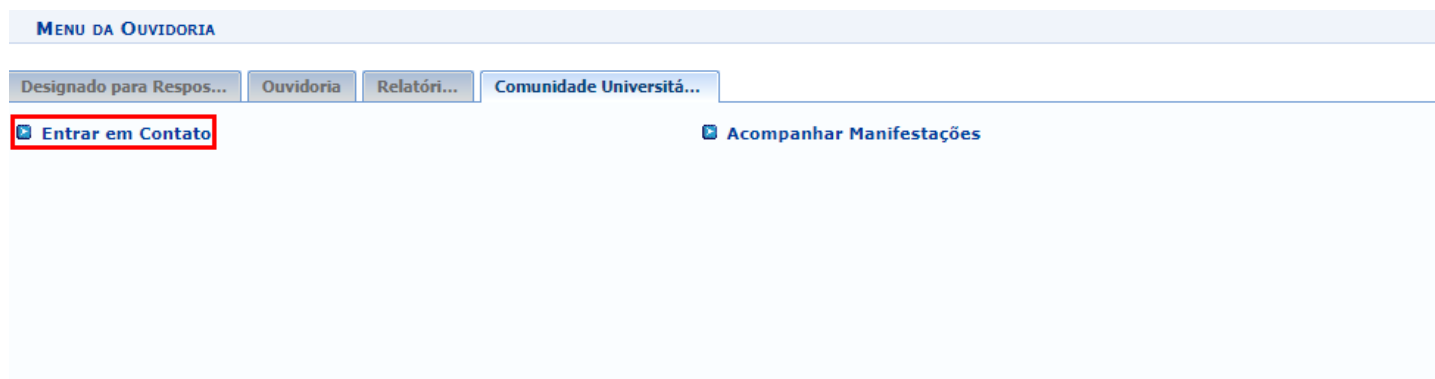 MENU DA OUVIDORIA
Designado para Respos... Ouvidoria Relatóri... Comunidade Universitá...
Entrar em Contato Acompanhar Manifestações